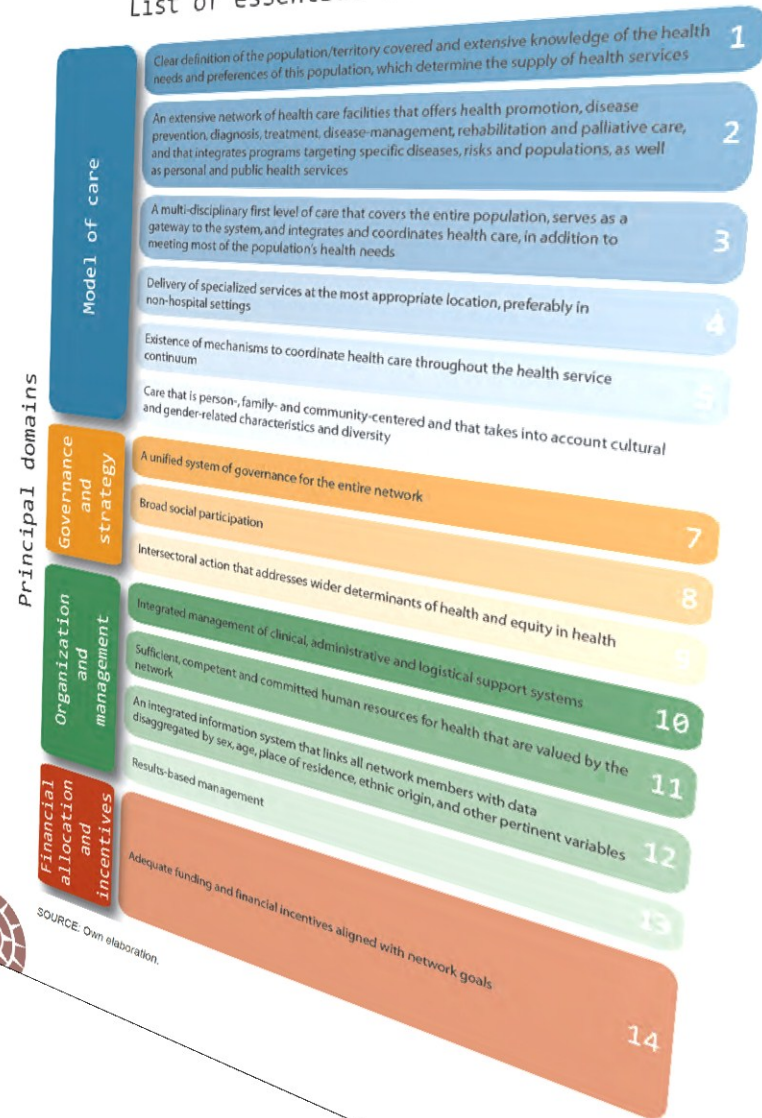 List of
Principal domains
Model of care
Clear definition of the population/territory covered and extensive knowledge of the health
needs and preferences of this population, which determine the supply of health services
1
An extensive network of health care facilities that offers health promotion, disease
prevention, diagnosis, treatment, disease-management, rehabilitation and palliative care,
and that integrates programs targeting specific diseases, risks and populations, as well
as personal and public health services
2
A multi-disciplinary first level of care that covers the entire population, serves as a
gateway to the system, and integrates and coordinates health care, in addition to
meeting most of the population's health needs
3
Delivery of specialized services at the most appropriate location, preferably in
non-hospital settings
4
Existence of mechanisms to coordinate health care throughout the health service
continuum
5
Care that is person-, family- and community-centered and that takes into account cultural
and gender-related characteristics and diversity
Governance
and
strategy
A unified system of governance for the entire network
7
Broad social participation
8
Intersectoral action that addresses wider determinants of health and equity in health
9
Organization
and
management
Integrated management of clinical, administrative and logistical support systems
10
Sufficient, competent and committed human resources for health that are valued by the
network
11
An integrated information system that links all network members with data
disaggregated by sex, age, place of residence, ethnic origin, and other pertinent variables
12
Results-based management
13
Financial
allocation
and
incentives
Adequate funding and financial incentives aligned with network goals
14
SOURCE: Own elaboration.